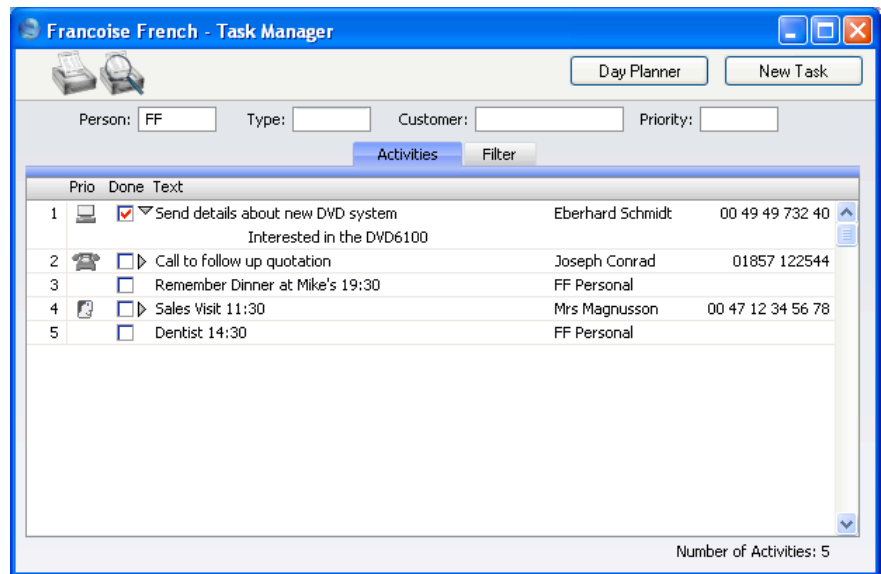 Francoise French - Task Manager
Day Planner New Task
Person: FF Type: Customer: Priority:
Activities Filter
Prio Done Text
1 Send details about new DVD system Eberhard Schmidt 00 49 49 732 40
Interested in the DVD6100
2 Call to follow up quotation Joseph Conrad 01857 122544
3 Remember Dinner at Mike's 19:30 FF Personal
4 Sales Visit 11:30 Mrs Magnusson 00 47 12 34 56 78
5 Dentist 14:30 FF Personal
Number of Activities: 5